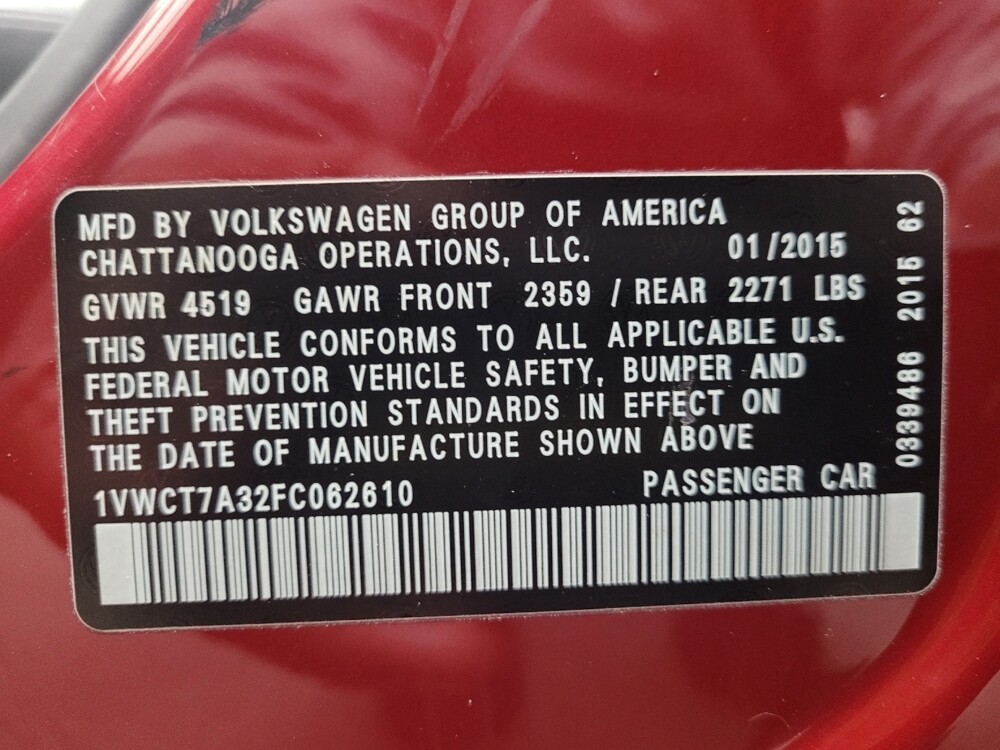 MFD BY VOLKSWAGEN GROUP OF AMERICA
CHATTANOOGA OPERATIONS, LLC. 01/2015
GVWR 4519 GAWR FRONT 2359 / REAR 2271 LBS
THIS VEHICLE CONFORMS TO ALL APPLICABLE U.S.
FEDERAL MOTOR VEHICLE SAFETY, BUMPER AND
THEFT PREVENTION STANDARDS IN EFFECT ON
THE DATE OF MANUFACTURE SHOWN ABOVE
1VWCT7A32FC062610 PASSENGER CAR
0339486 2015 62